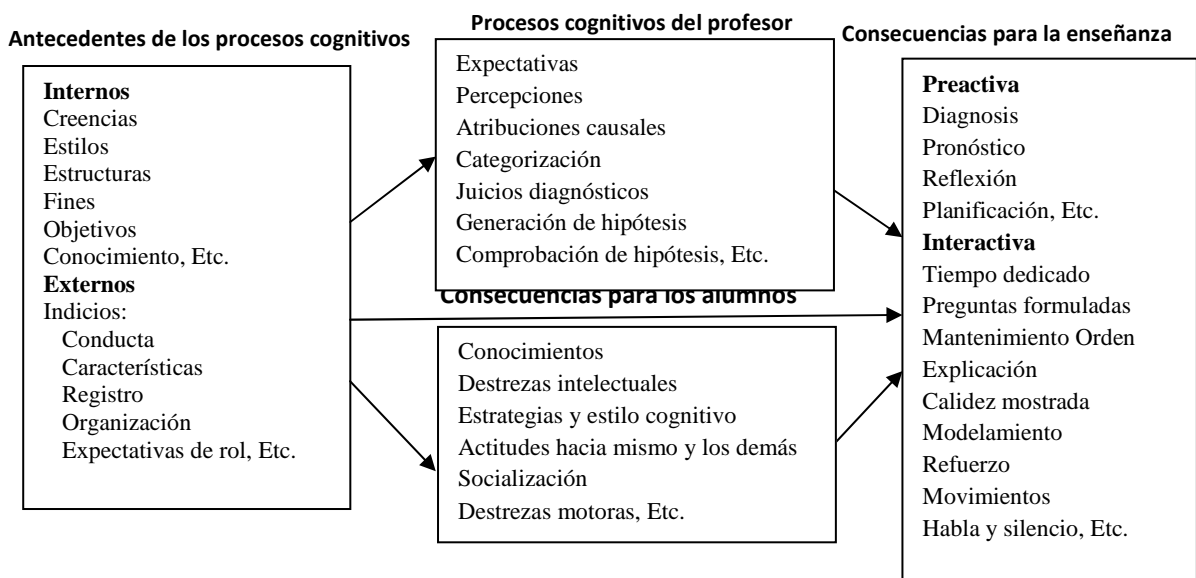 Antecedentes de los procesos cognitivos
Internos
Creencias
Estilos
Estructuras
Fines
Objetivos
Conocimiento, Etc.
Externos
Indicios:
Conducta
Características
Registro
Organización
Expectativas de rol, Etc.
Procesos cognitivos del profesor
Expectativas
Percepciones
Atribuciones causales
Categorización
Juicios diagnósticos
Generación de hipótesis
Comprobación de hipótesis, Etc.
Consecuencias para los alumnos
Conocimientos
Destrezas intelectuales
Estrategias y estilo cognitivo
Actitudes hacia mismo y los demás
Socialización
Destrezas motoras, Etc.
Consecuencias para la enseñanza
Preactiva
Diagnosis
Pronóstico
Reflexión
Planificación, Etc.
Interactiva
Tiempo dedicado
Preguntas formuladas
Mantenimiento Orden
Explicación
Calidez mostrada
Modelamiento
Refuerzo
Movimientos
Habla y silencio, Etc.